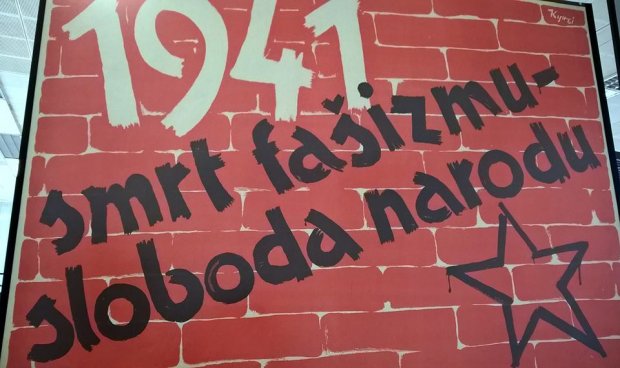 1941
smrt fašizmu-
sloboda narodu